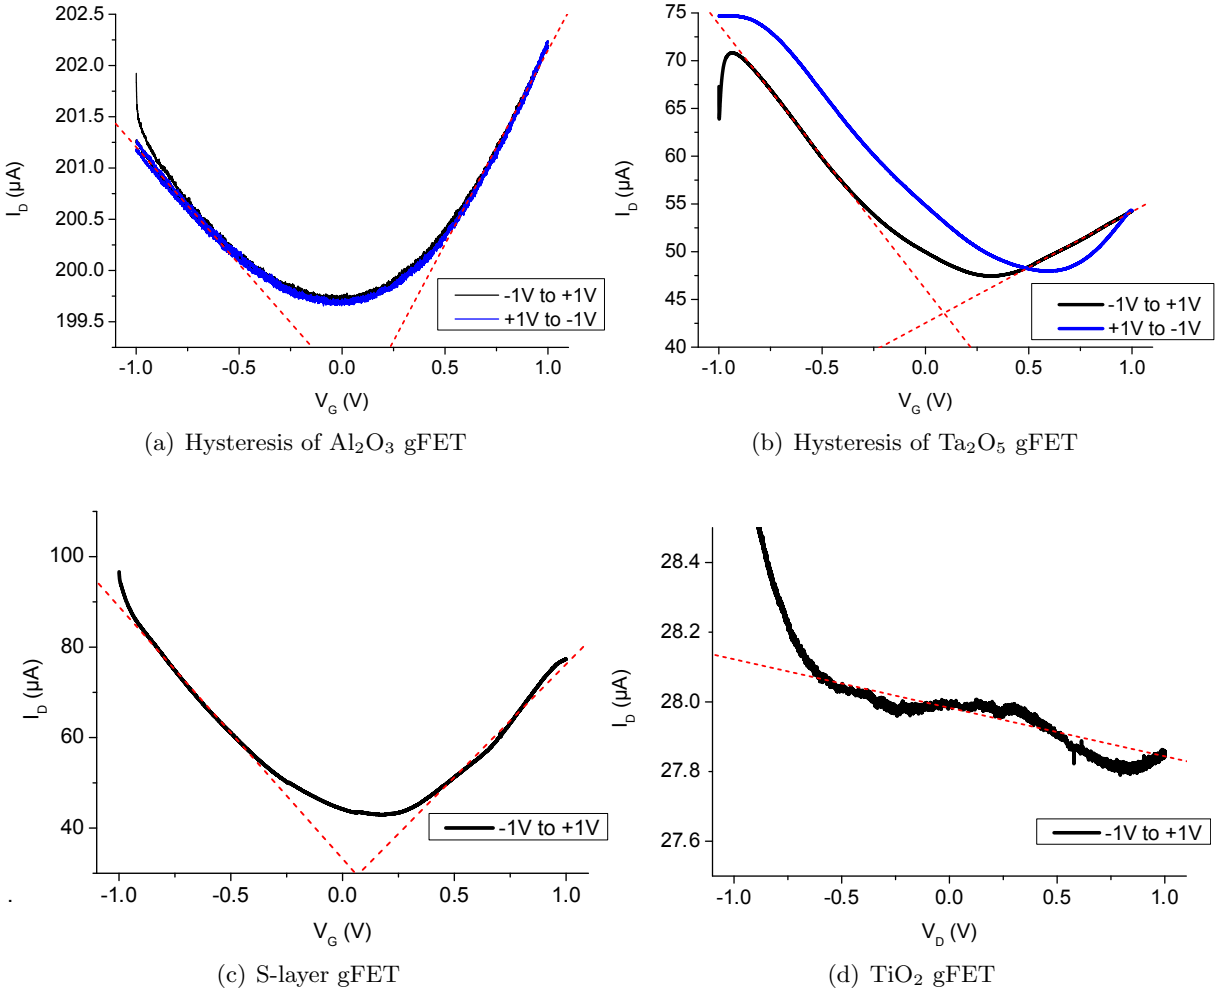 202.5
202.0
201.5
201.0
200.5
200.0
199.5
I_D (μA)
-1.0 -0.5 0.0 0.5 1.0
V_G (V)
-1V to +1V
+1V to -1V
(a) Hysteresis of Al₂O₃ gFET
75
70
65
60
55
50
45
40
I_D (μA)
-1.0 -0.5 0.0 0.5 1.0
V_G (V)
-1V to +1V
+1V to -1V
(b) Hysteresis of Ta₂O₅ gFET
100
80
60
40
I_D (μA)
-1.0 -0.5 0.0 0.5 1.0
V_G (V)
-1V to +1V
.
(c) S-layer gFET
28.4
28.2
28.0
27.8
27.6
I_D (μA)
-1.0 -0.5 0.0 0.5 1.0
V_D (V)
-1V to +1V
(d) TiO₂ gFET